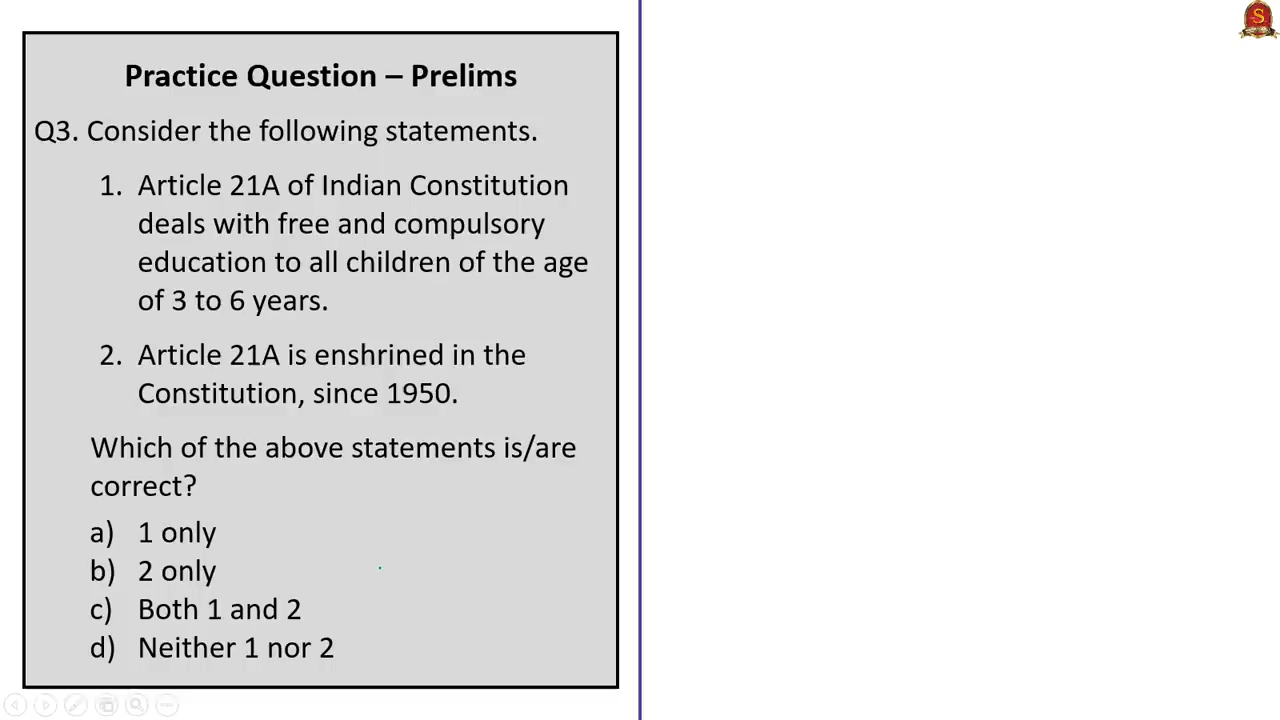 Practice Question – Prelims
Q3. Consider the following statements.
1. Article 21A of Indian Constitution
deals with free and compulsory
education to all children of the age
of 3 to 6 years.
2. Article 21A is enshrined in the
Constitution, since 1950.
Which of the above statements is/are
correct?
a) 1 only
b) 2 only
c) Both 1 and 2
d) Neither 1 nor 2
S